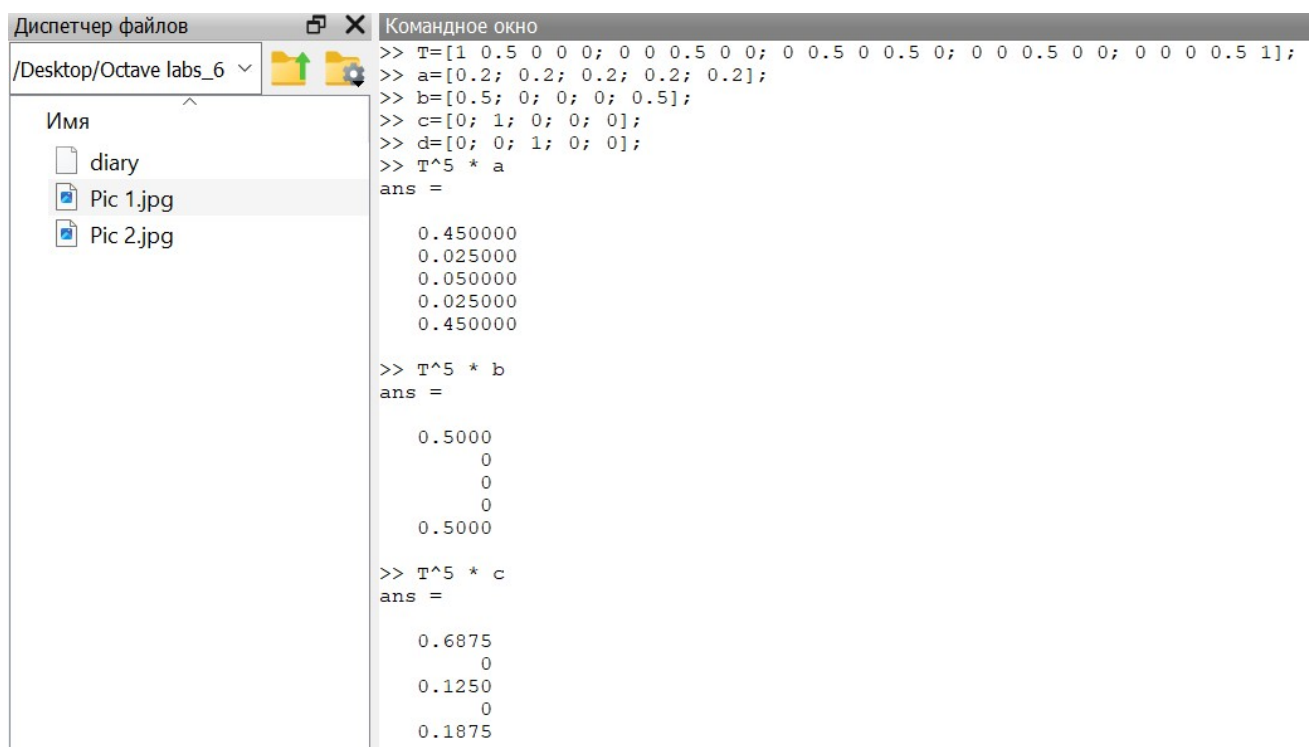 Диспетчер файлов
/Desktop/Octave labs_6
Имя
diary
Pic 1.jpg
Pic 2.jpg
Командное окно
>> T=[1 0.5 0 0 0; 0 0 0.5 0 0; 0 0.5 0 0.5 0; 0 0 0.5 0 0; 0 0 0 0.5 1];
>> a=[0.2; 0.2; 0.2; 0.2; 0.2];
>> b=[0.5; 0; 0; 0; 0.5];
>> c=[0; 1; 0; 0; 0];
>> d=[0; 0; 1; 0; 0];
>> T^5 * a
ans =
0.450000
0.025000
0.050000
0.025000
0.450000
>> T^5 * b
ans =
0.5000
0
0
0
0.5000
>> T^5 * c
ans =
0.6875
0
0.1250
0
0.1875